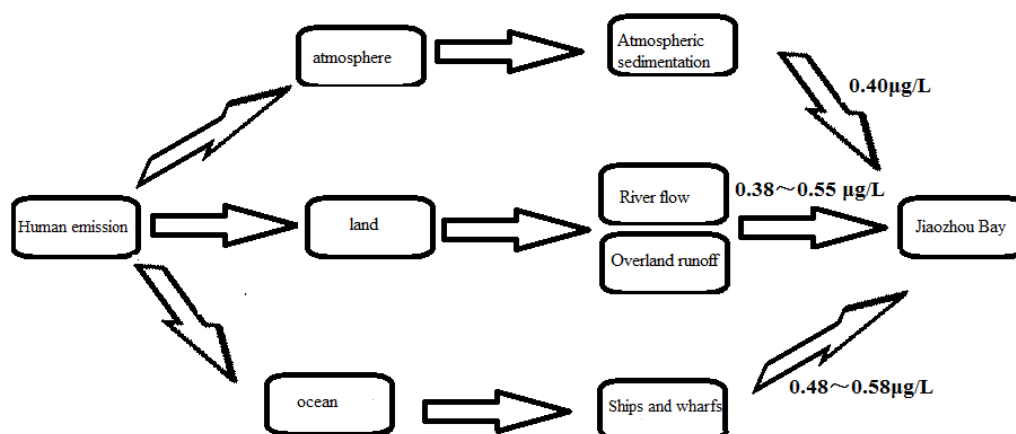 atmosphere
Atmospheric
sedimentation
0.40μg/L
Human emission
land
River flow
Overland runoff
0.38～0.55 μg/L
Jiaozhou Bay
ocean
Ships and wharfs
0.48～0.58μg/L